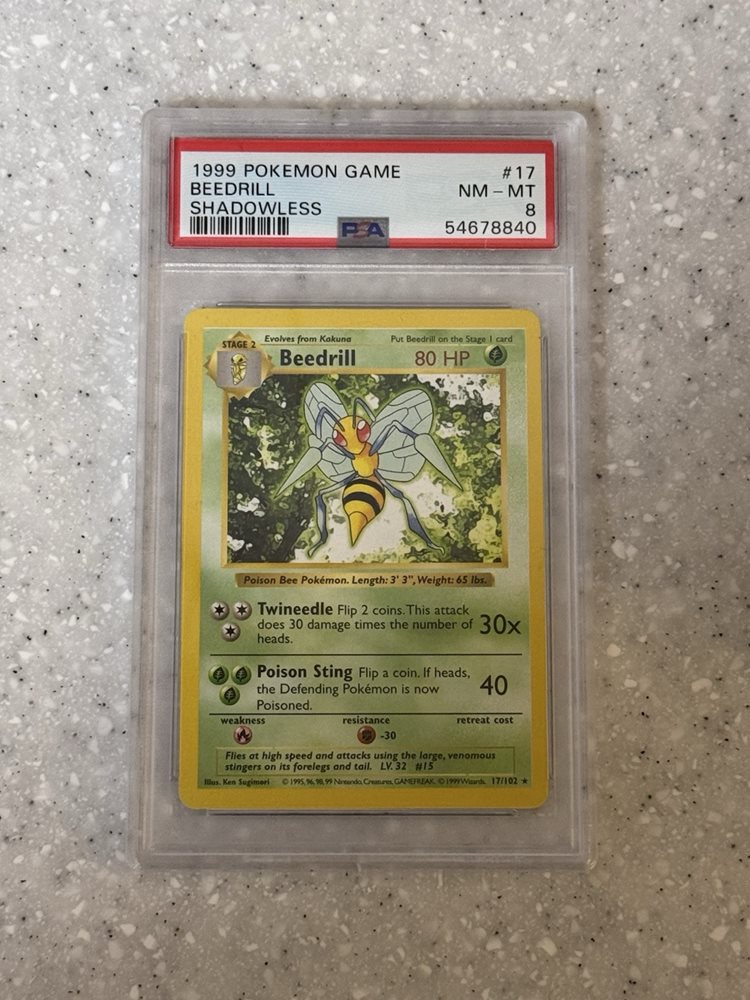 1999 POKEMON GAME #17
BEEDRILL NM – MT
SHADOWLESS 8
PSA 54678840
STAGE 2 Evolves from Kakuna Put Beedrill on the Stage 1 card
Beedrill 80 HP
Poison Bee Pokémon. Length: 3' 3", Weight: 65 lbs.
Twineedle Flip 2 coins. This attack
does 30 damage times the number of 30x
heads.
Poison Sting Flip a coin. If heads,
the Defending Pokémon is now 40
Poisoned.
weakness resistance retreat cost
-30
Flies at high speed and attacks using the large, venomous
stingers on its forelegs and tail. LV. 32 #15
Illus. Ken Sugimori © 1995, 96, 98, 99 Nintendo, Creatures, GAMEFREAK. © 1999 Wizards. 17/102 ★